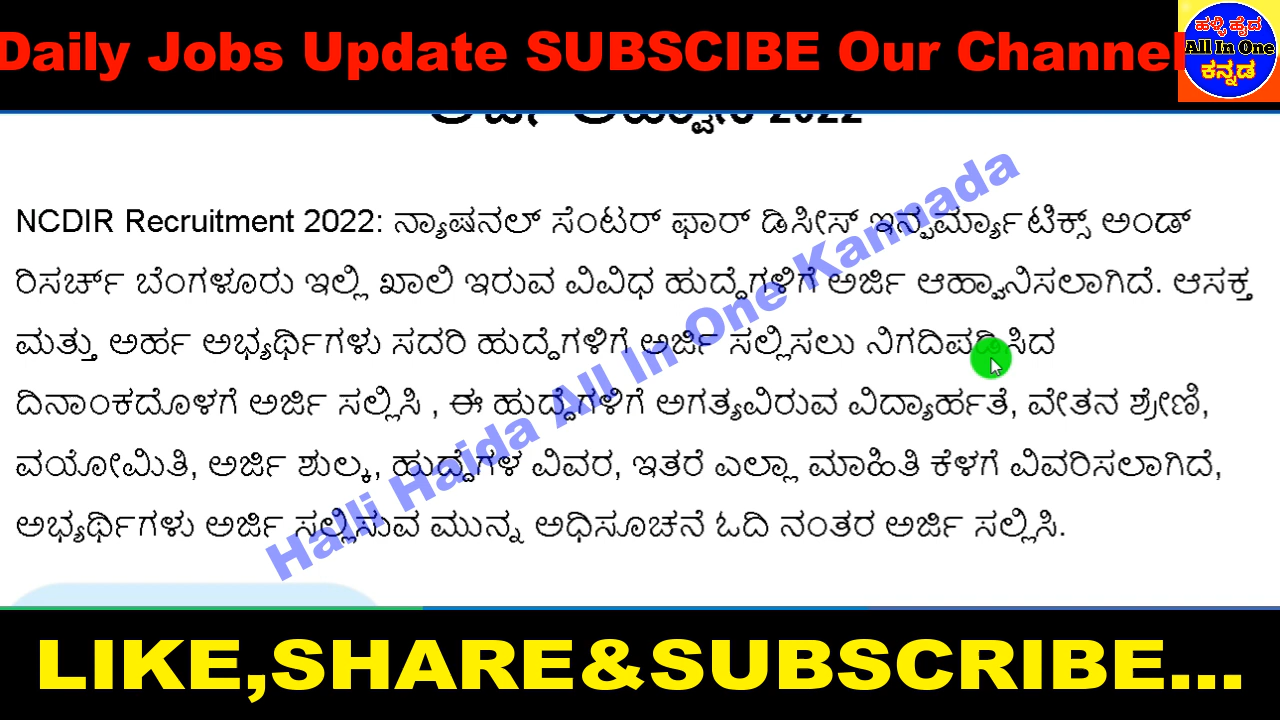 Daily Jobs Update SUBSCIBE Our Channel
ಹಳ್ಳಿ ಹೈದ
All In One
ಕನ್ನಡ
2022
NCDIR Recruitment 2022: ನ್ಯಾಷನಲ್ ಸೆಂಟರ್ ಫಾರ್ ಡಿಸೀಸ್ ಇನ್ಫರ್ಮ್ಯಾಟಿಕ್ಸ್ ಅಂಡ್
ರಿಸರ್ಚ್ ಬೆಂಗಳೂರು ಇಲ್ಲಿ ಖಾಲಿ ಇರುವ ವಿವಿಧ ಹುದ್ದೆಗಳಿಗೆ ಅರ್ಜಿ ಆಹ್ವಾನಿಸಲಾಗಿದೆ. ಆಸಕ್ತ
ಮತ್ತು ಅರ್ಹ ಅಭ್ಯರ್ಥಿಗಳು ಸದರಿ ಹುದ್ದೆಗಳಿಗೆ ಅರ್ಜಿ ಸಲ್ಲಿಸಲು ನಿಗದಿಪಡಿಸಿದ
ದಿನಾಂಕದೊಳಗೆ ಅರ್ಜಿ ಸಲ್ಲಿಸಿ , ಈ ಹುದ್ದೆಗಳಿಗೆ ಅಗತ್ಯವಿರುವ ವಿದ್ಯಾರ್ಹತೆ, ವೇತನ ಶ್ರೇಣಿ,
ವಯೋಮಿತಿ, ಅರ್ಜಿ ಶುಲ್ಕ, ಹುದ್ದೆಗಳ ವಿವರ, ಇತರೆ ಎಲ್ಲಾ ಮಾಹಿತಿ ಕೆಳಗೆ ವಿವರಿಸಲಾಗಿದೆ,
ಅಭ್ಯರ್ಥಿಗಳು ಅರ್ಜಿ ಸಲ್ಲಿಸುವ ಮುನ್ನ ಅಧಿಸೂಚನೆ ಓದಿ ನಂತರ ಅರ್ಜಿ ಸಲ್ಲಿಸಿ.
Halli Haida All In One Kannada
LIKE,SHARE&SUBSCRIBE...